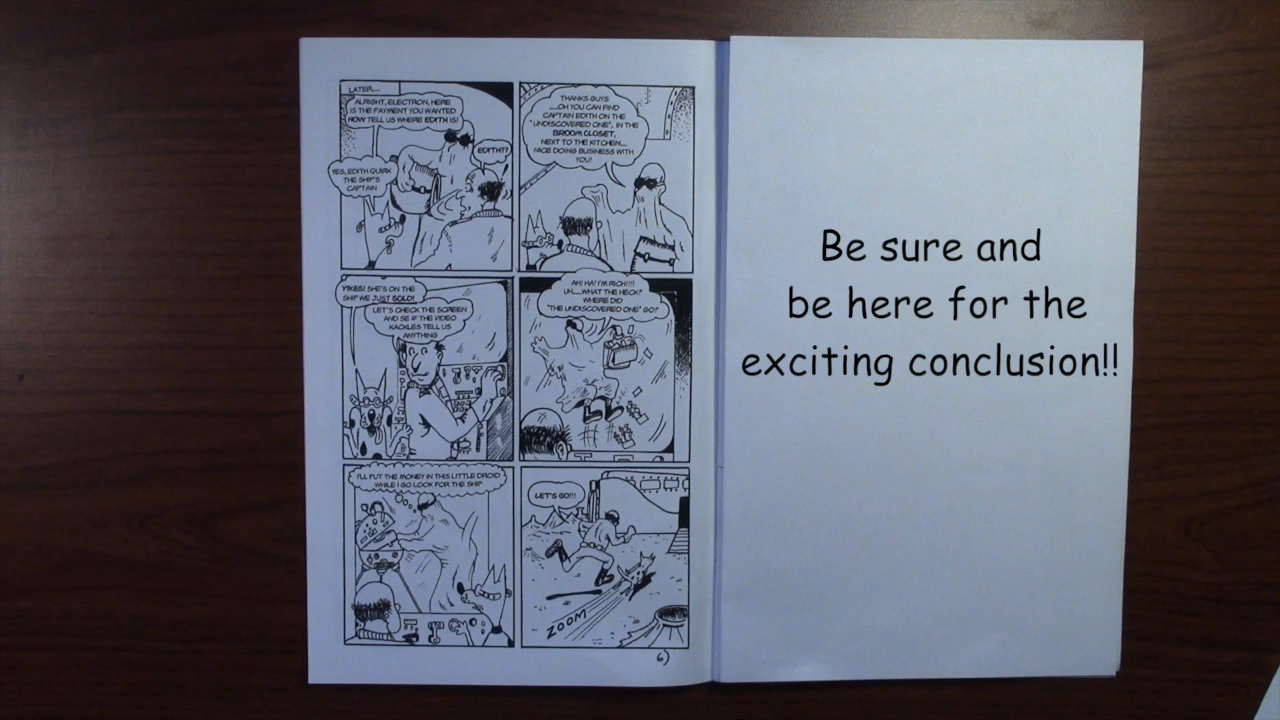 LATER....
ALRIGHT, ELECTRON, HERE
IS THE PAYMENT YOU WANTED
NOW TELL US WHERE EDITH IS!
EDITH??
YES, EDITH QUIRX
THE SHIP'S
CAPTAIN
THANKS GUYS
....OH YOU CAN FIND
CAPTAIN EDITH ON THE
"UNDISCOVERED ONE", IN THE
BROOM CLOSET,
NEXT TO THE KITCHEN....
NICE DOING BUSINESS WITH
YOU!
YIKES! SHE'S ON THE
SHIP WE JUST SOLD!
LET'S CHECK THE SCREEN
AND SE IF THE VIDEO
KACKLES TELL US
ANYTHING
AH! HA! I'M RICH!!!!
UH.....WHAT THE HECK!?
WHERE DID
"THE UNDISCOVERED ONE" GO?
I'LL PUT THE MONEY IN THIS LITTLE DROID
WHILE I GO LOOK FOR THE SHIP
LET'S GO!!!
ZOOM
6)
Be sure and
be here for the
exciting conclusion!!